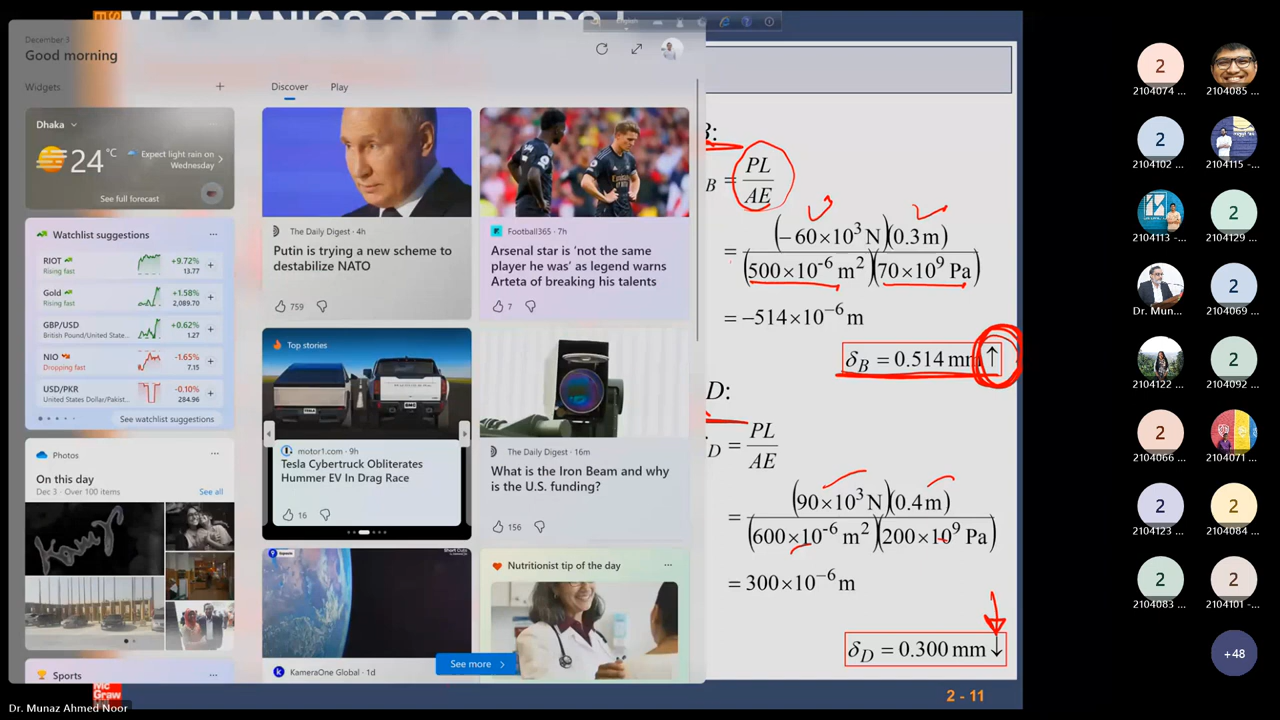 MECHANICS OF SOLIDS
December 3
Good morning
Widgets
Discover
Play
Dhaka
24 °C
Expect light rain on
Wednesday
See full forecast
Watchlist suggestions
RIOT
Rising fast
+9.72%
13.77
Gold
Rising fast
+1.58%
2,089.70
GBP/USD
British Pound/United State...
+0.62%
1.27
NIO
Dropping fast
-1.65%
7.15
USD/PKR
United States Dollar/Pakist...
-0.10%
284.96
See watchlist suggestions
Photos
On this day
Dec 3 • Over 100 items
See all
Sports
The Daily Digest · 4h
Putin is trying a new scheme to
destabilize NATO
759
Football365 · 7h
Arsenal star is ‘not the same
player he was’ as legend warns
Arteta of breaking his talents
7
Top stories
motor1.com · 9h
Tesla Cybertruck Obliterates
Hummer EV In Drag Race
16
The Daily Digest · 16m
What is the Iron Beam and why
is the U.S. funding?
156
KameraOne Global · 1d
See more
Nutritionist tip of the day
B:
B = PL/AE
= (−60×10³ N)(0.3 m)
(500×10⁻⁶ m²)(70×10⁹ Pa)
= −514×10⁻⁶ m
δB = 0.514 mm ↑
D:
D = PL/AE
= (90×10³ N)(0.4 m)
(600×10⁻⁶ m²)(200×10⁹ Pa)
= 300×10⁻⁶ m
δD = 0.300 mm ↓
Mc
Graw
2 - 11
Dr. Munaz Ahmed Noor
2
2104074 ...
2104085 ...
2
2104102 ...
2104115 -...
2104113 -...
2
2104129 ...
Dr. Mun...
2
2104069 ...
2104122 ...
2
2104092 ...
2
2104066 ...
2104071 ...
2
2104123 ...
2
2104084 ...
2
2104083 ...
2
2104101 -...
+48